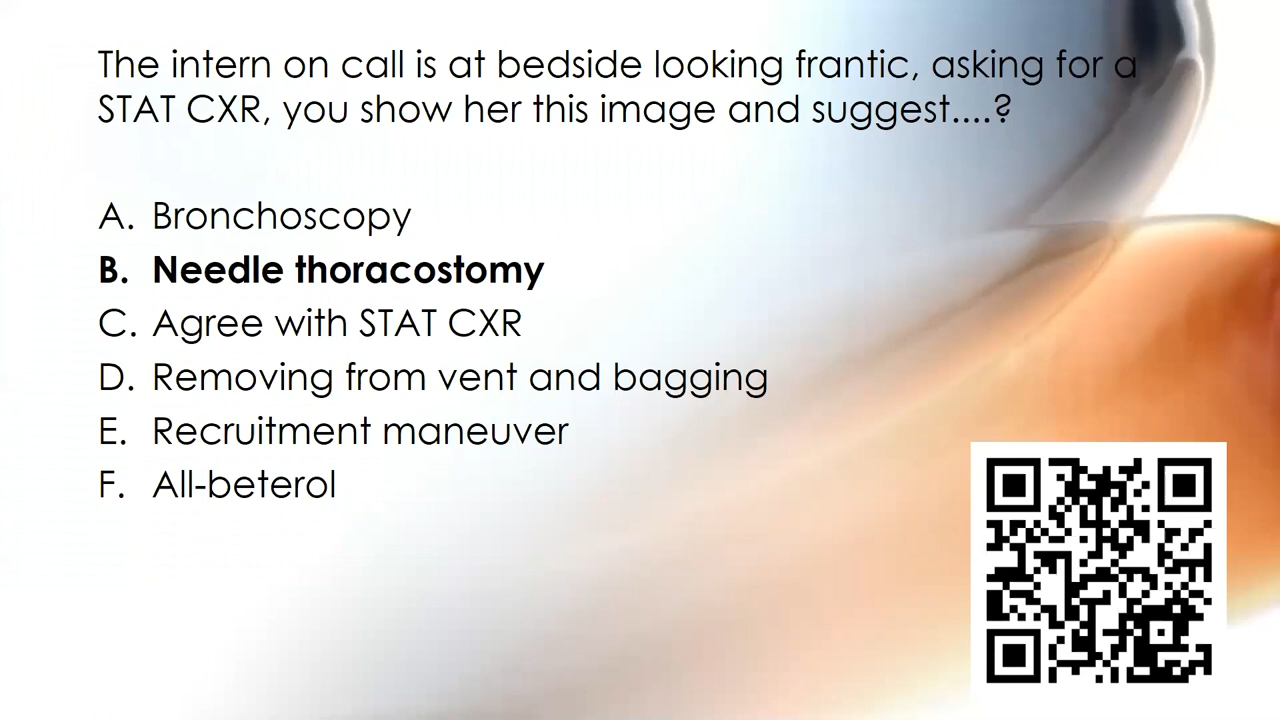 The intern on call is at bedside looking frantic, asking for a
STAT CXR, you show her this image and suggest....?
A. Bronchoscopy
B. Needle thoracostomy
C. Agree with STAT CXR
D. Removing from vent and bagging
E. Recruitment maneuver
F. All-beterol